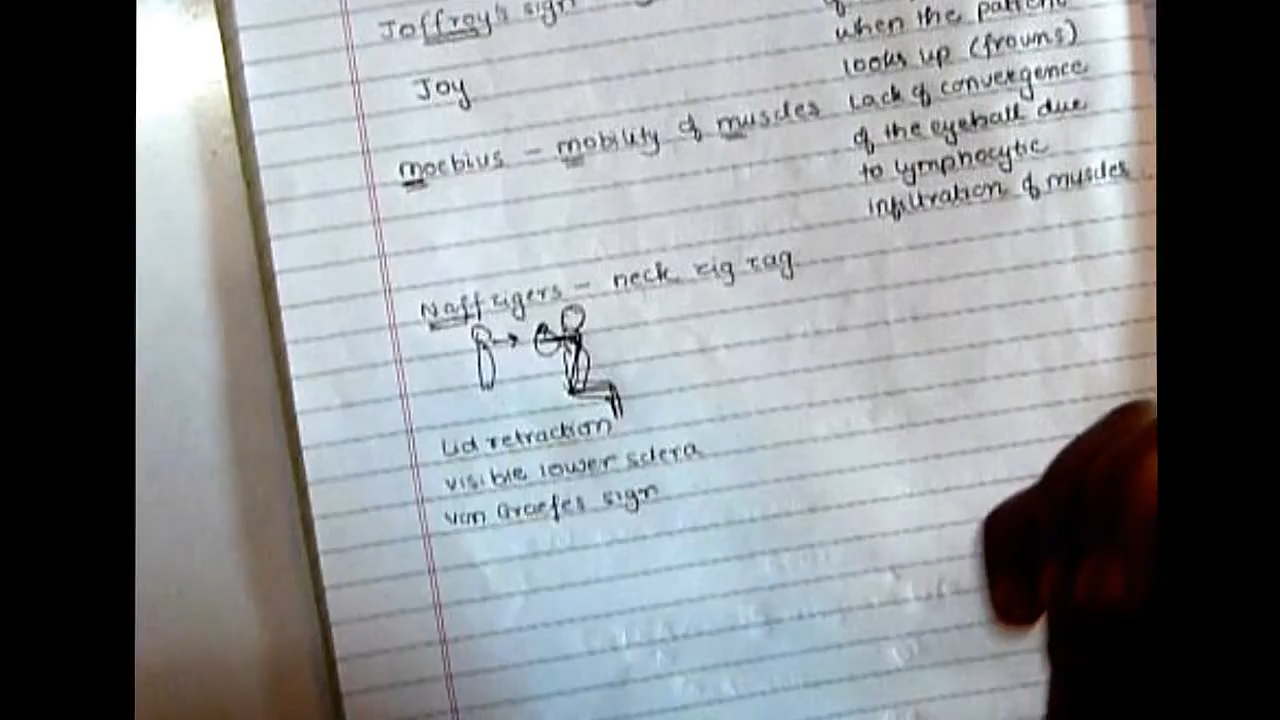 Joffroy's sign
when the patient
looks up (frowns)
Joy
moebius - mobility of muscles Lack of convergence
of the eyeball due
to lymphocytic
infiltration of muscles
Naffzigers - neck zig zag
Lid retraction
visible lower sclera
von Graefes sign